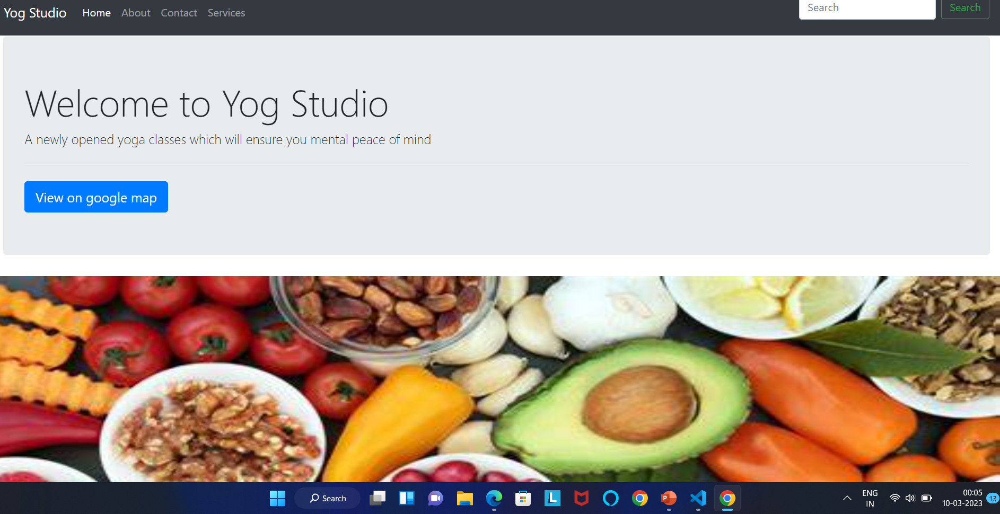 Yog Studio Home About Contact Services Search Search
Welcome to Yog Studio
A newly opened yoga classes which will ensure you mental peace of mind
View on google map
Search
L
P
ENG
IN
00:05
10-03-2023
13